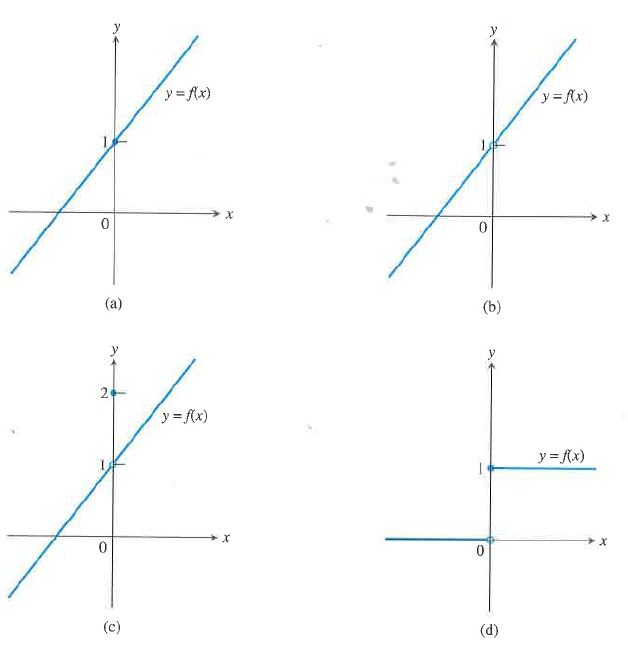 y
y
y = f(x)
y = f(x)
1
1
x
x
0
0
(a)
(b)
y
y
2
y = f(x)
y = f(x)
1
1
x
x
0
0
(c)
(d)